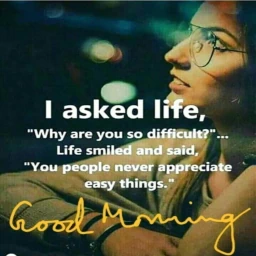 I asked life,
"Why are you so difficult?"...
Life smiled and said,
"You people never appreciate
easy things."
Good Morning